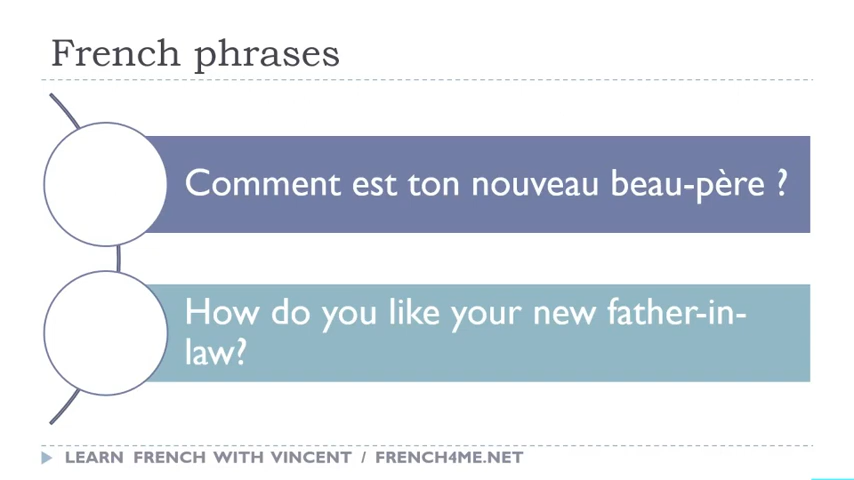 French phrases
Comment est ton nouveau beau-père ?
How do you like your new father-in-
law?
LEARN FRENCH WITH VINCENT / FRENCH4ME.NET